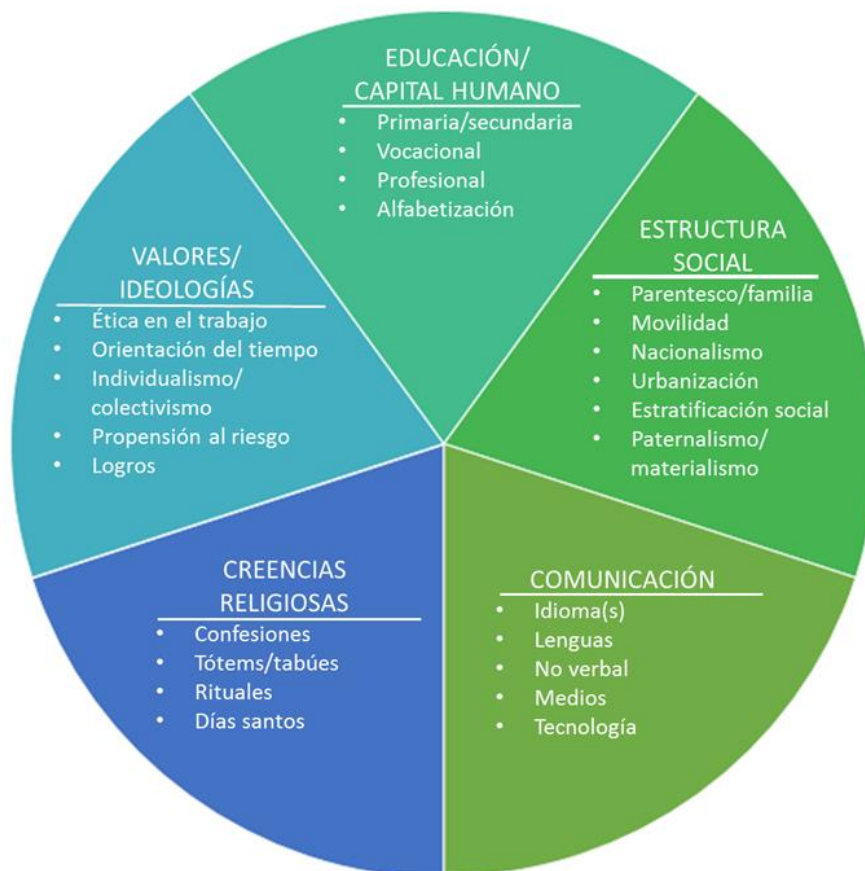 EDUCACIÓN/
CAPITAL HUMANO
• Primaria/secundaria
• Vocacional
• Profesional
• Alfabetización
ESTRUCTURA
SOCIAL
• Parentesco/familia
• Movilidad
• Nacionalismo
• Urbanización
• Estratificación social
• Paternalismo/
materialismo
COMUNICACIÓN
• Idioma(s)
• Lenguas
• No verbal
• Medios
• Tecnología
CREENCIAS
RELIGIOSAS
• Confesiones
• Tótems/tabúes
• Rituales
• Días santos
VALORES/
IDEOLOGÍAS
• Ética en el trabajo
• Orientación del tiempo
• Individualismo/
colectivismo
• Propensión al riesgo
• Logros